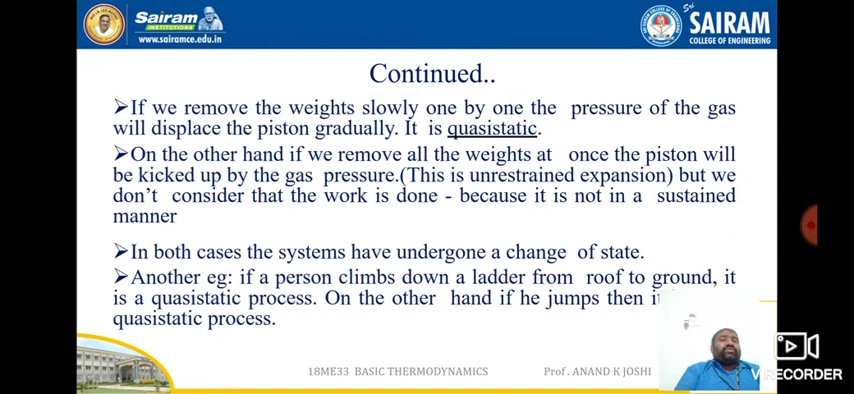 Sairam
INSTITUTIONS
www.sairamce.edu.in
Sri
SAIRAM
COLLEGE OF ENGINEERING
Continued..
➢If we remove the weights slowly one by one the pressure of the gas
will displace the piston gradually. It is quasistatic.
➢On the other hand if we remove all the weights at once the piston will
be kicked up by the gas pressure.(This is unrestrained expansion) but we
don't consider that the work is done - because it is not in a sustained
manner
➢In both cases the systems have undergone a change of state.
➢Another eg: if a person climbs down a ladder from roof to ground, it
is a quasistatic process. On the other hand if he jumps then
quasistatic process.
18ME33 BASIC THERMODYNAMICS
Prof. ANAND K JOSHI
V RECORDER